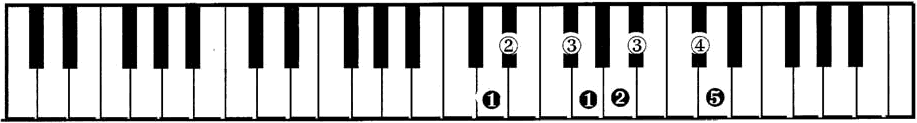 ② ③ ③ ④
❶ ❶ ❷ ❺